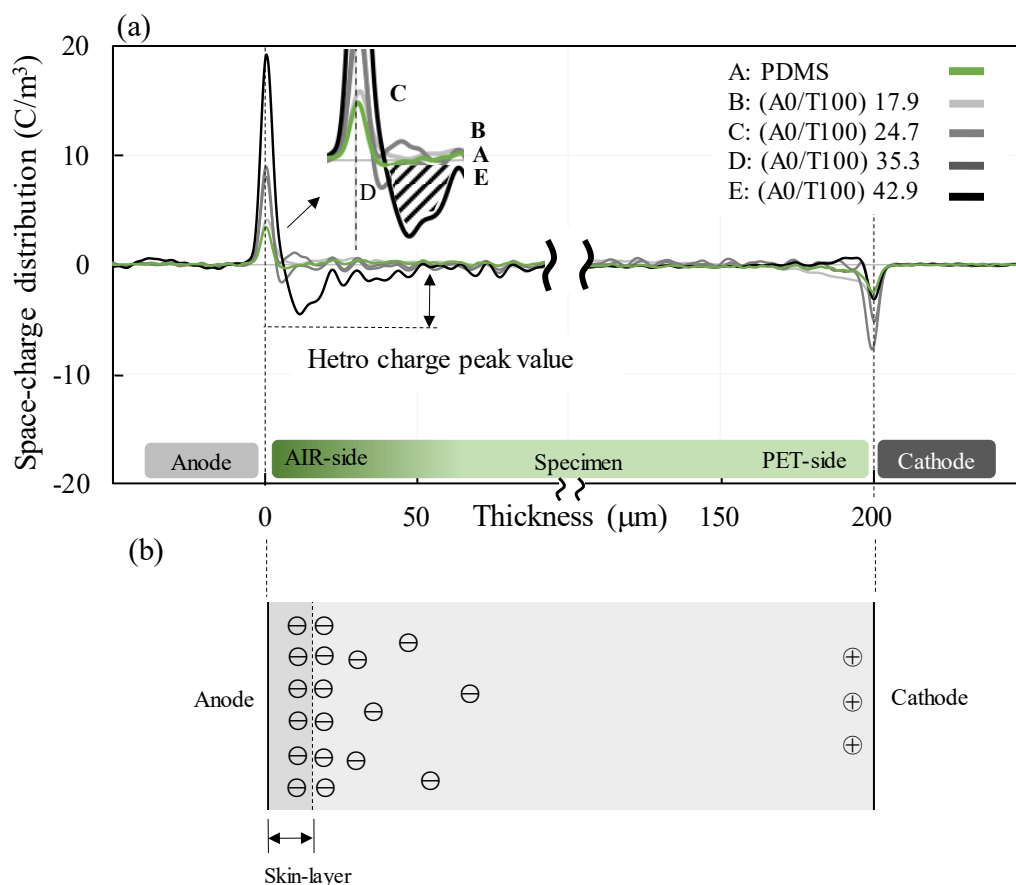 (a)
Space-charge distribution (C/m³)
20
10
0
-10
-20
C
B
A
E
D
A: PDMS
B: (A0/T100) 17.9
C: (A0/T100) 24.7
D: (A0/T100) 35.3
E: (A0/T100) 42.9
Hetro charge peak value
Anode
AIR-side
Specimen
PET-side
Cathode
0
50
Thickness (μm)
150
200
(b)
Anode
Cathode
Skin-layer